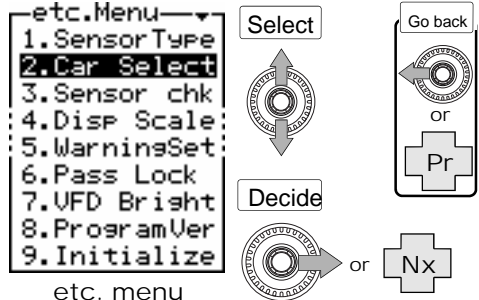 etc.Menu
1.SensorType
2.Car Select
3.Sensor chk
4.Disp Scale
5.WarningSet
6.Pass Lock
7.VFD Bright
8.ProgramVer
9.Initialize
etc. menu
Select
Decide
or
Nx
Go back
or
Pr